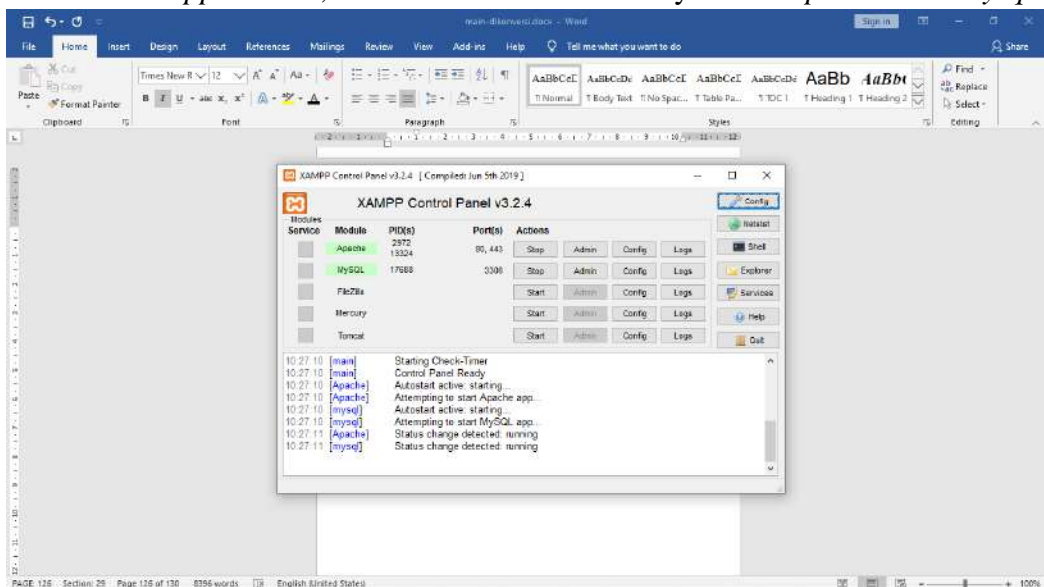 main-dikonversi.docx - Word
Sign in
File Home Insert Design Layout References Mailings Review View Add-ins Help Tell me what you want to do Share
Paste
Cut
Copy
Format Painter
Clipboard
Times New R 12
Font
Paragraph
AaBbCcI AaBbCcDc AaBbCcI AaBbCcI AaBbCcDc AaBb AaBbC
¶ Normal ¶ Body Text ¶ No Spac... ¶ Table Pa... ¶ TOC 1 ¶ Heading 1 ¶ Heading 2
Styles
Find
Replace
Select
Editing
XAMPP Control Panel v3.2.4 [ Compiled: Jun 5th 2019 ]
XAMPP Control Panel v3.2.4
Config
Netstat
Shell
Explorer
Services
Help
Quit
Modules
Service Module PID(s) Port(s) Actions
Apache 2972 13324 80, 443 Stop Admin Config Logs
MySQL 17688 3306 Stop Admin Config Logs
FileZilla Start Admin Config Logs
Mercury Start Admin Config Logs
Tomcat Start Admin Config Logs
10:27:10 [main] Starting Check-Timer
10:27:10 [main] Control Panel Ready
10:27:10 [Apache] Autostart active: starting...
10:27:10 [Apache] Attempting to start Apache app...
10:27:10 [mysql] Autostart active: starting...
10:27:10 [mysql] Attempting to start MySQL app...
10:27:11 [Apache] Status change detected: running
10:27:11 [mysql] Status change detected: running
PAGE: 126 Section: 29 Page 126 of 130 8396 words English (United States) 100%